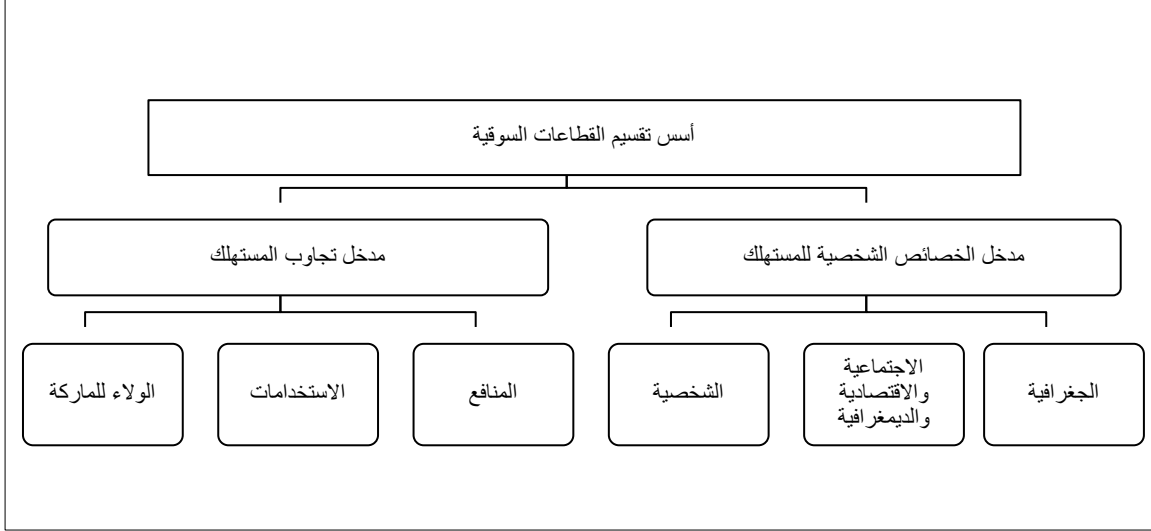 أسس تقسيم القطاعات السوقية
مدخل الخصائص الشخصية للمستهلك
مدخل تجاوب المستهلك
الجغرافية
الاجتماعية
والاقتصادية
والديمغرافية
الشخصية
المنافع
الاستخدامات
الولاء للماركة